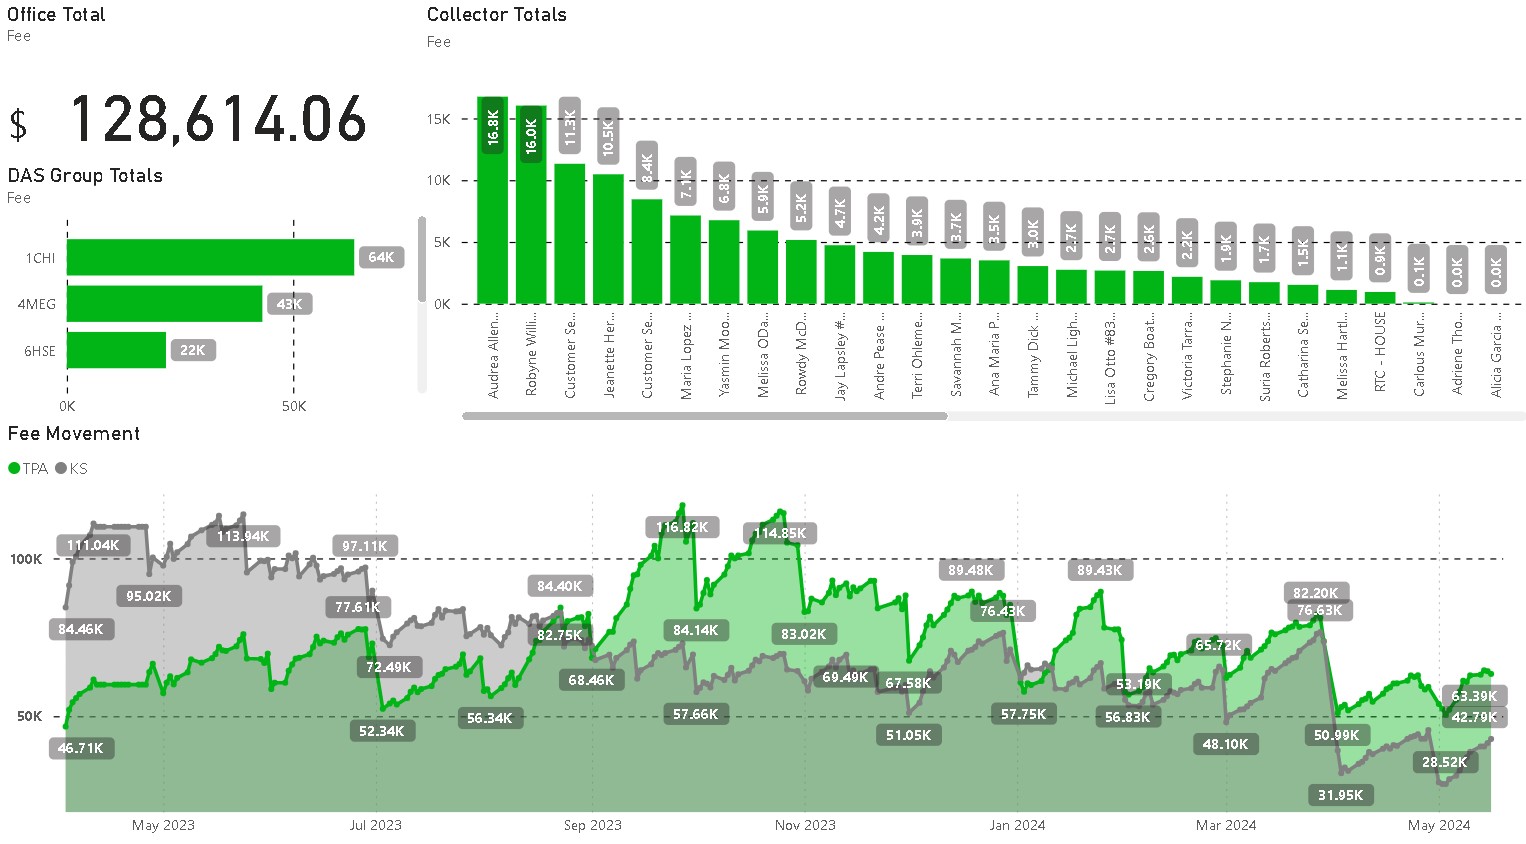 Office Total
Fee
$ 128,614.06
DAS Group Totals
Fee
1CHI 64K
4MEG 43K
6HSE 22K
0K 50K
Collector Totals
Fee
15K
10K
5K
0K
16.8K 16.0K 11.3K 10.5K 8.4K 7.1K 6.8K 5.9K 5.2K 4.7K 4.2K 3.9K 3.7K 3.5K 3.0K 2.7K 2.7K 2.6K 2.2K 1.9K 1.7K 1.5K 1.1K 0.9K 0.1K 0.0K 0.0K
Audrea Allen...
Robyne Willi...
Customer Se...
Jeanette Her...
Customer Se...
Maria Lopez ...
Yasmin Moo...
Melissa ODa...
Rowdy McD...
Jay Lapsley #...
Andre Pease ...
Terri Ohleme...
Savannah M...
Ana Maria P...
Tammy Dick ...
Michael Ligh...
Lisa Otto #83...
Cregory Boat...
Victoria Tarra...
Stephanie N...
Suria Roberts...
Catharina Se...
Melissa Hartl...
RTC - HOUSE
Carlous Mur...
Adriene Tho...
Alicia Garcia ...
Fee Movement
TPA KS
100K
50K
111.04K 113.94K 97.11K 84.40K 116.82K 114.85K 89.48K 89.43K 82.20K
95.02K 77.61K 82.75K 84.14K 83.02K 76.43K 65.72K 76.63K
84.46K 72.49K 68.46K 69.49K 67.58K 53.19K 63.39K
46.71K 52.34K 56.34K 57.66K 51.05K 57.75K 56.83K 48.10K 50.99K 42.79K
31.95K 28.52K
May 2023 Jul 2023 Sep 2023 Nov 2023 Jan 2024 Mar 2024 May 2024